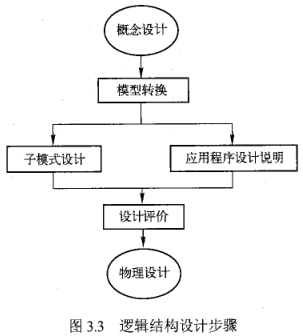 概念设计
模型转换
子模式设计
应用程序设计说明
设计评价
物理设计
图 3.3 逻辑结构设计步骤